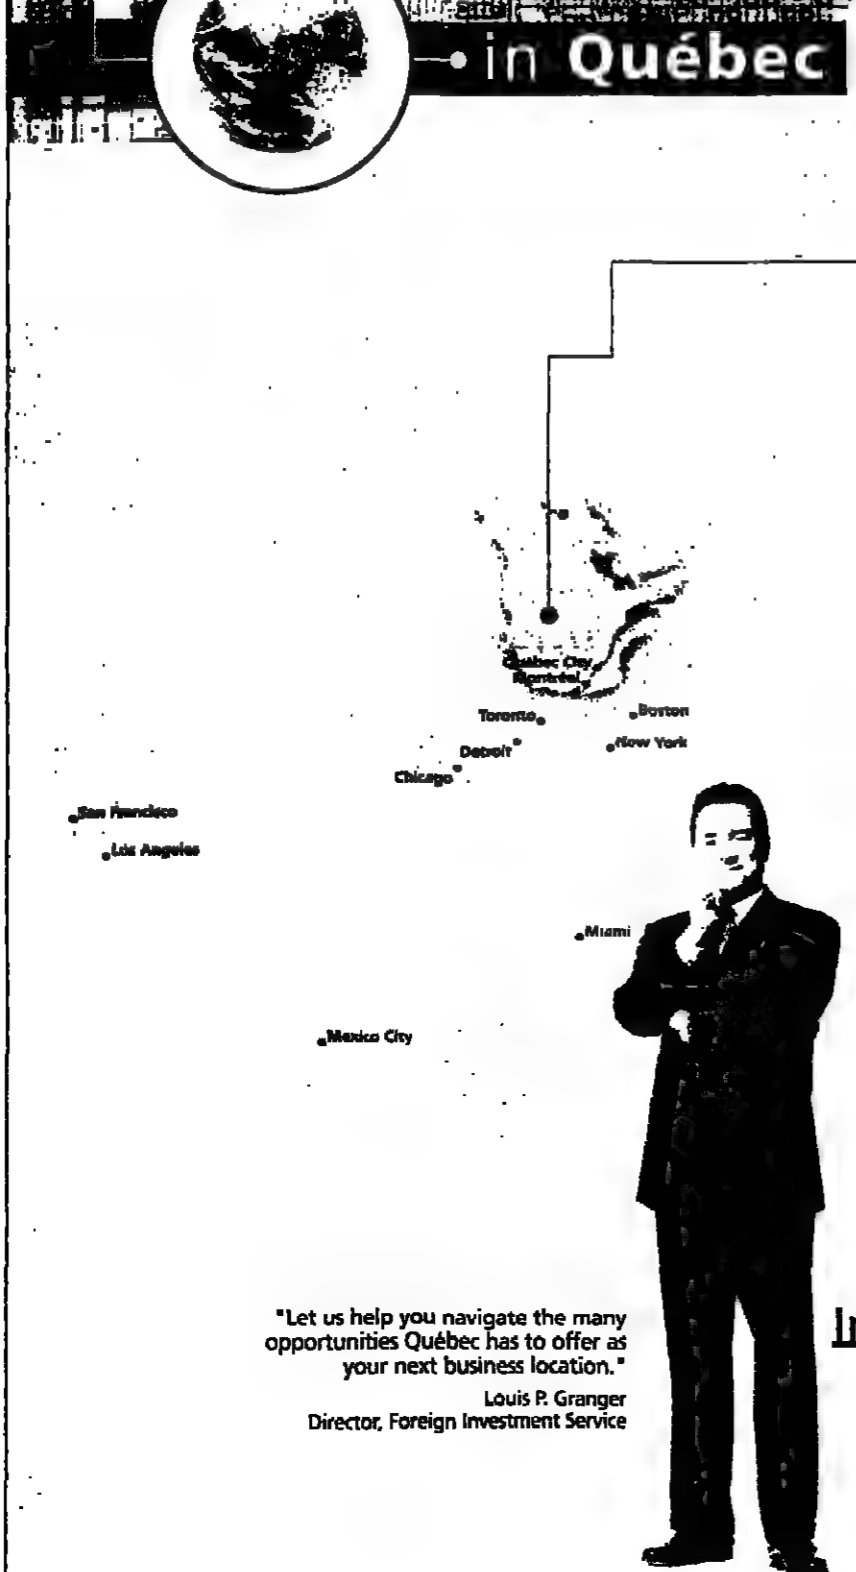 in Québec
Québec City
Montréal
Toronto
Boston
Detroit
New York
Chicago
San Francisco
Los Angeles
Miami
Mexico City
"Let us help you navigate the many
opportunities Québec has to offer as
your next business location."
Louis P. Granger
Director, Foreign Investment Service